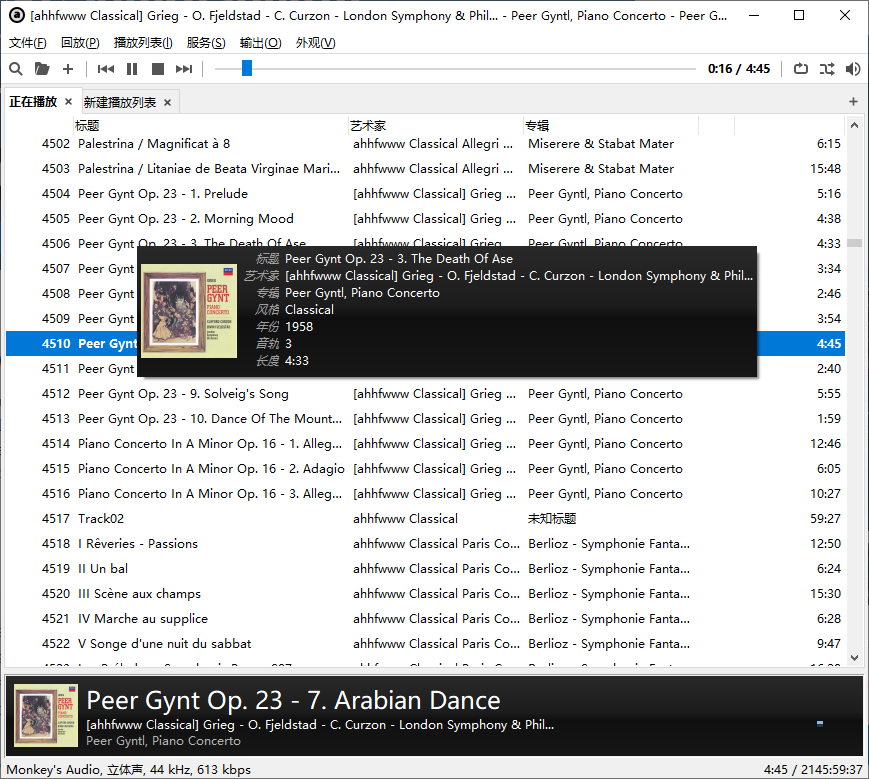 [ahhfwww Classical] Grieg - O. Fjeldstad - C. Curzon - London Symphony & Phil... - Peer Gyntl, Piano Concerto - Peer G...
文件(F) 回放(P) 播放列表(l) 服务(S) 输出(O) 外观(V)
0:16 / 4:45
正在播放 × 新建播放列表 × +
标题 艺术家 专辑
4502 Palestrina / Magnificat à 8 ahhfwww Classical Allegri ... Miserere & Stabat Mater 6:15
4503 Palestrina / Litaniae de Beata Virginae Mari... ahhfwww Classical Allegri ... Miserere & Stabat Mater 15:48
4504 Peer Gynt Op. 23 - 1. Prelude [ahhfwww Classical] Grieg ... Peer Gyntl, Piano Concerto 5:16
4505 Peer Gynt Op. 23 - 2. Morning Mood [ahhfwww Classical] Grieg ... Peer Gyntl, Piano Concerto 4:38
4506 Peer Gynt Op. 23 - 3. The Death Of Ase [ahhfwww Classical] Grieg ... Peer Gyntl, Piano Concerto 4:33
4507 Peer Gynt 3:34
4508 Peer Gynt 2:46
4509 Peer Gynt 3:54
4510 Peer Gynt 4:45
4511 Peer Gynt 2:40
标题 Peer Gynt Op. 23 - 3. The Death Of Ase
艺术家 [ahhfwww Classical] Grieg - O. Fjeldstad - C. Curzon - London Symphony & Phil...
专辑 Peer Gyntl, Piano Concerto
风格 Classical
年份 1958
音轨 3
长度 4:33
PEER
GYNT
PIANO
CONCERTO
4512 Peer Gynt Op. 23 - 9. Solveig's Song [ahhfwww Classical] Grieg ... Peer Gyntl, Piano Concerto 5:55
4513 Peer Gynt Op. 23 - 10. Dance Of The Mount... [ahhfwww Classical] Grieg ... Peer Gyntl, Piano Concerto 1:59
4514 Piano Concerto In A Minor Op. 16 - 1. Alleg... [ahhfwww Classical] Grieg ... Peer Gyntl, Piano Concerto 12:46
4515 Piano Concerto In A Minor Op. 16 - 2. Adagio [ahhfwww Classical] Grieg ... Peer Gyntl, Piano Concerto 6:05
4516 Piano Concerto In A Minor Op. 16 - 3. Alleg... [ahhfwww Classical] Grieg ... Peer Gyntl, Piano Concerto 10:27
4517 Track02 ahhfwww Classical 未知标题 59:27
4518 I Rêveries - Passions ahhfwww Classical Paris Co... Berlioz - Symphonie Fanta... 12:50
4519 II Un bal ahhfwww Classical Paris Co... Berlioz - Symphonie Fanta... 6:24
4520 III Scène aux champs ahhfwww Classical Paris Co... Berlioz - Symphonie Fanta... 15:30
4521 IV Marche au supplice ahhfwww Classical Paris Co... Berlioz - Symphonie Fanta... 6:28
4522 V Songe d'une nuit du sabbat ahhfwww Classical Paris Co... Berlioz - Symphonie Fanta... 9:47
PEER
GYNT
Peer Gynt Op. 23 - 7. Arabian Dance
[ahhfwww Classical] Grieg - O. Fjeldstad - C. Curzon - London Symphony & Phil...
Peer Gyntl, Piano Concerto
Monkey's Audio, 立体声, 44 kHz, 613 kbps 4:45 / 2145:59:37